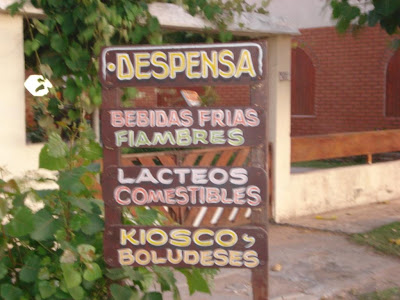 DESPENSA
BEBIDAS FRIAS
FIAMBRES
LACTEOS
COMESTIBLES
KIOSCO y
BOLUDESES